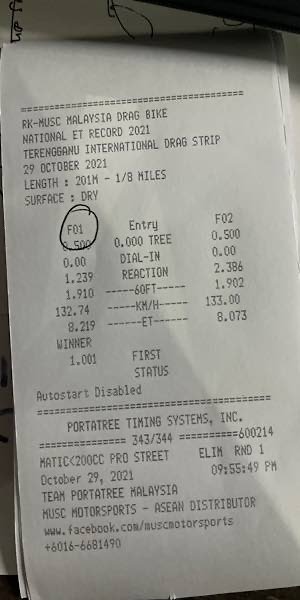 RK-MUSC MALAYSIA DRAG BIKE
NATIONAL ET RECORD 2021
TERENGGANU INTERNATIONAL DRAG STRIP
29 OCTOBER 2021
LENGTH : 201M - 1/8 MILES
SURFACE : DRY
F01 Entry F02
0.500 0.000 TREE 0.500
0.00 DIAL-IN 0.00
1.239 REACTION 2.386
1.910 -----60FT----- 1.902
132.74 -----KM/H----- 133.00
8.219 ------ET------ 8.073
WINNER
1.001 FIRST
STATUS
Autostart Disabled
PORTATREE TIMING SYSTEMS, INC.
============== 343/344 ==========600214
MATIC<200CC PRO STREET ELIM RND 1
October 29, 2021 09:55:49 PM
TEAM PORTATREE MALAYSIA
MUSC MOTORSPORTS - ASEAN DISTRIBUTOR
www.facebook.com/muscmotorsports
+6016-6681490